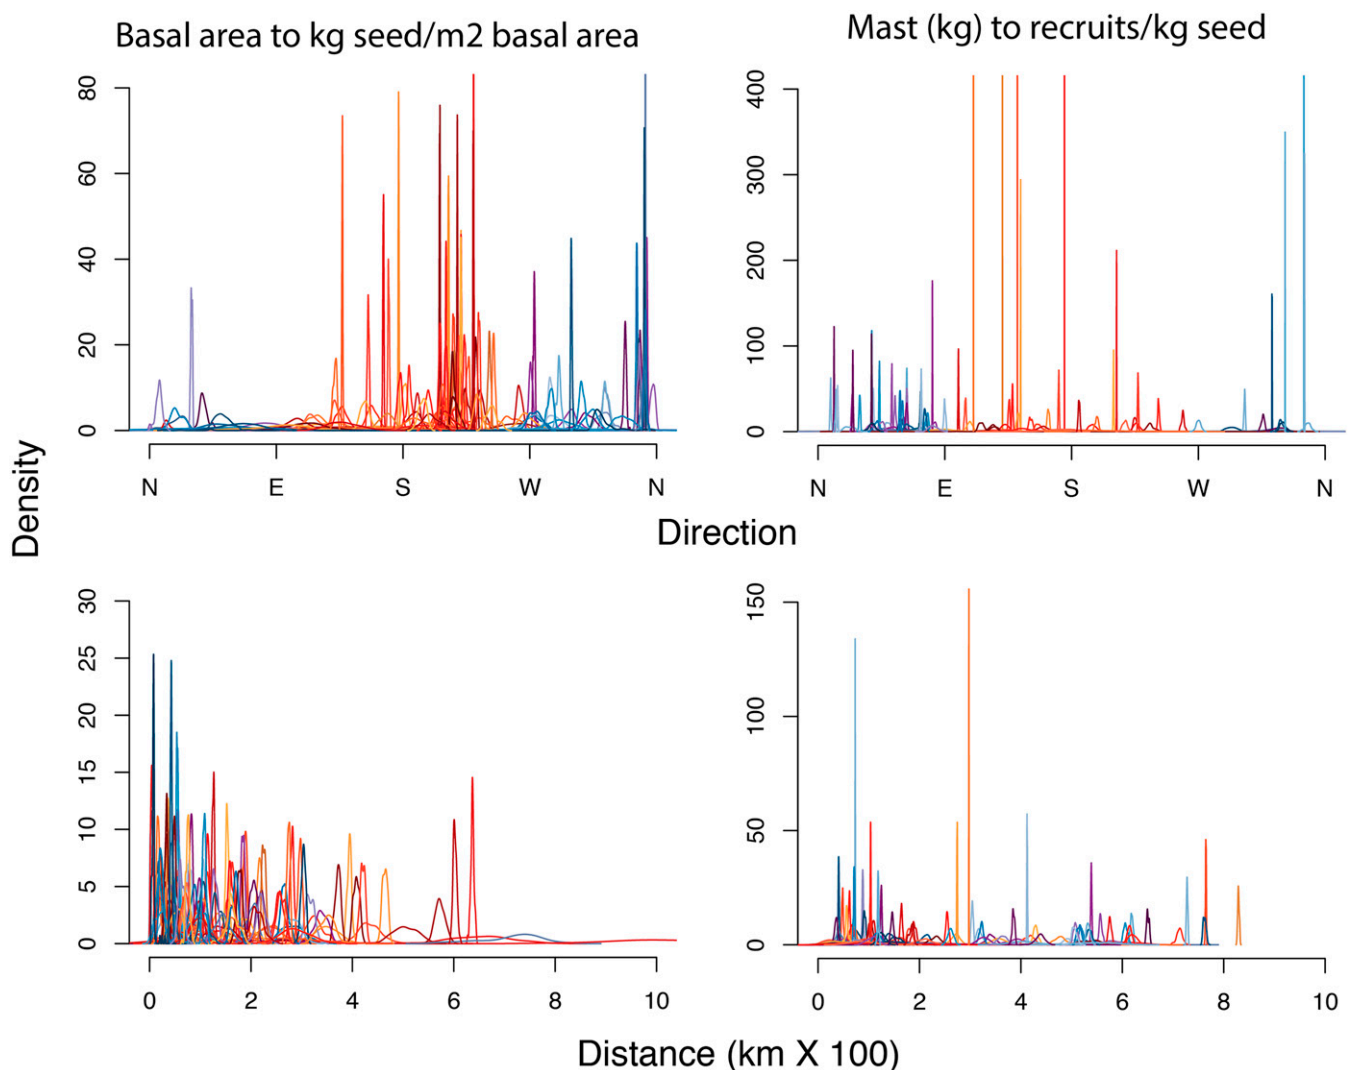 Basal area to kg seed/m2 basal area
Mast (kg) to recruits/kg seed
Density
80
60
40
20
0
N E S W N
400
300
200
100
0
N E S W N
Direction
30
25
20
15
10
5
0
0 2 4 6 8 10
150
100
50
0
0 2 4 6 8 10
Distance (km X 100)